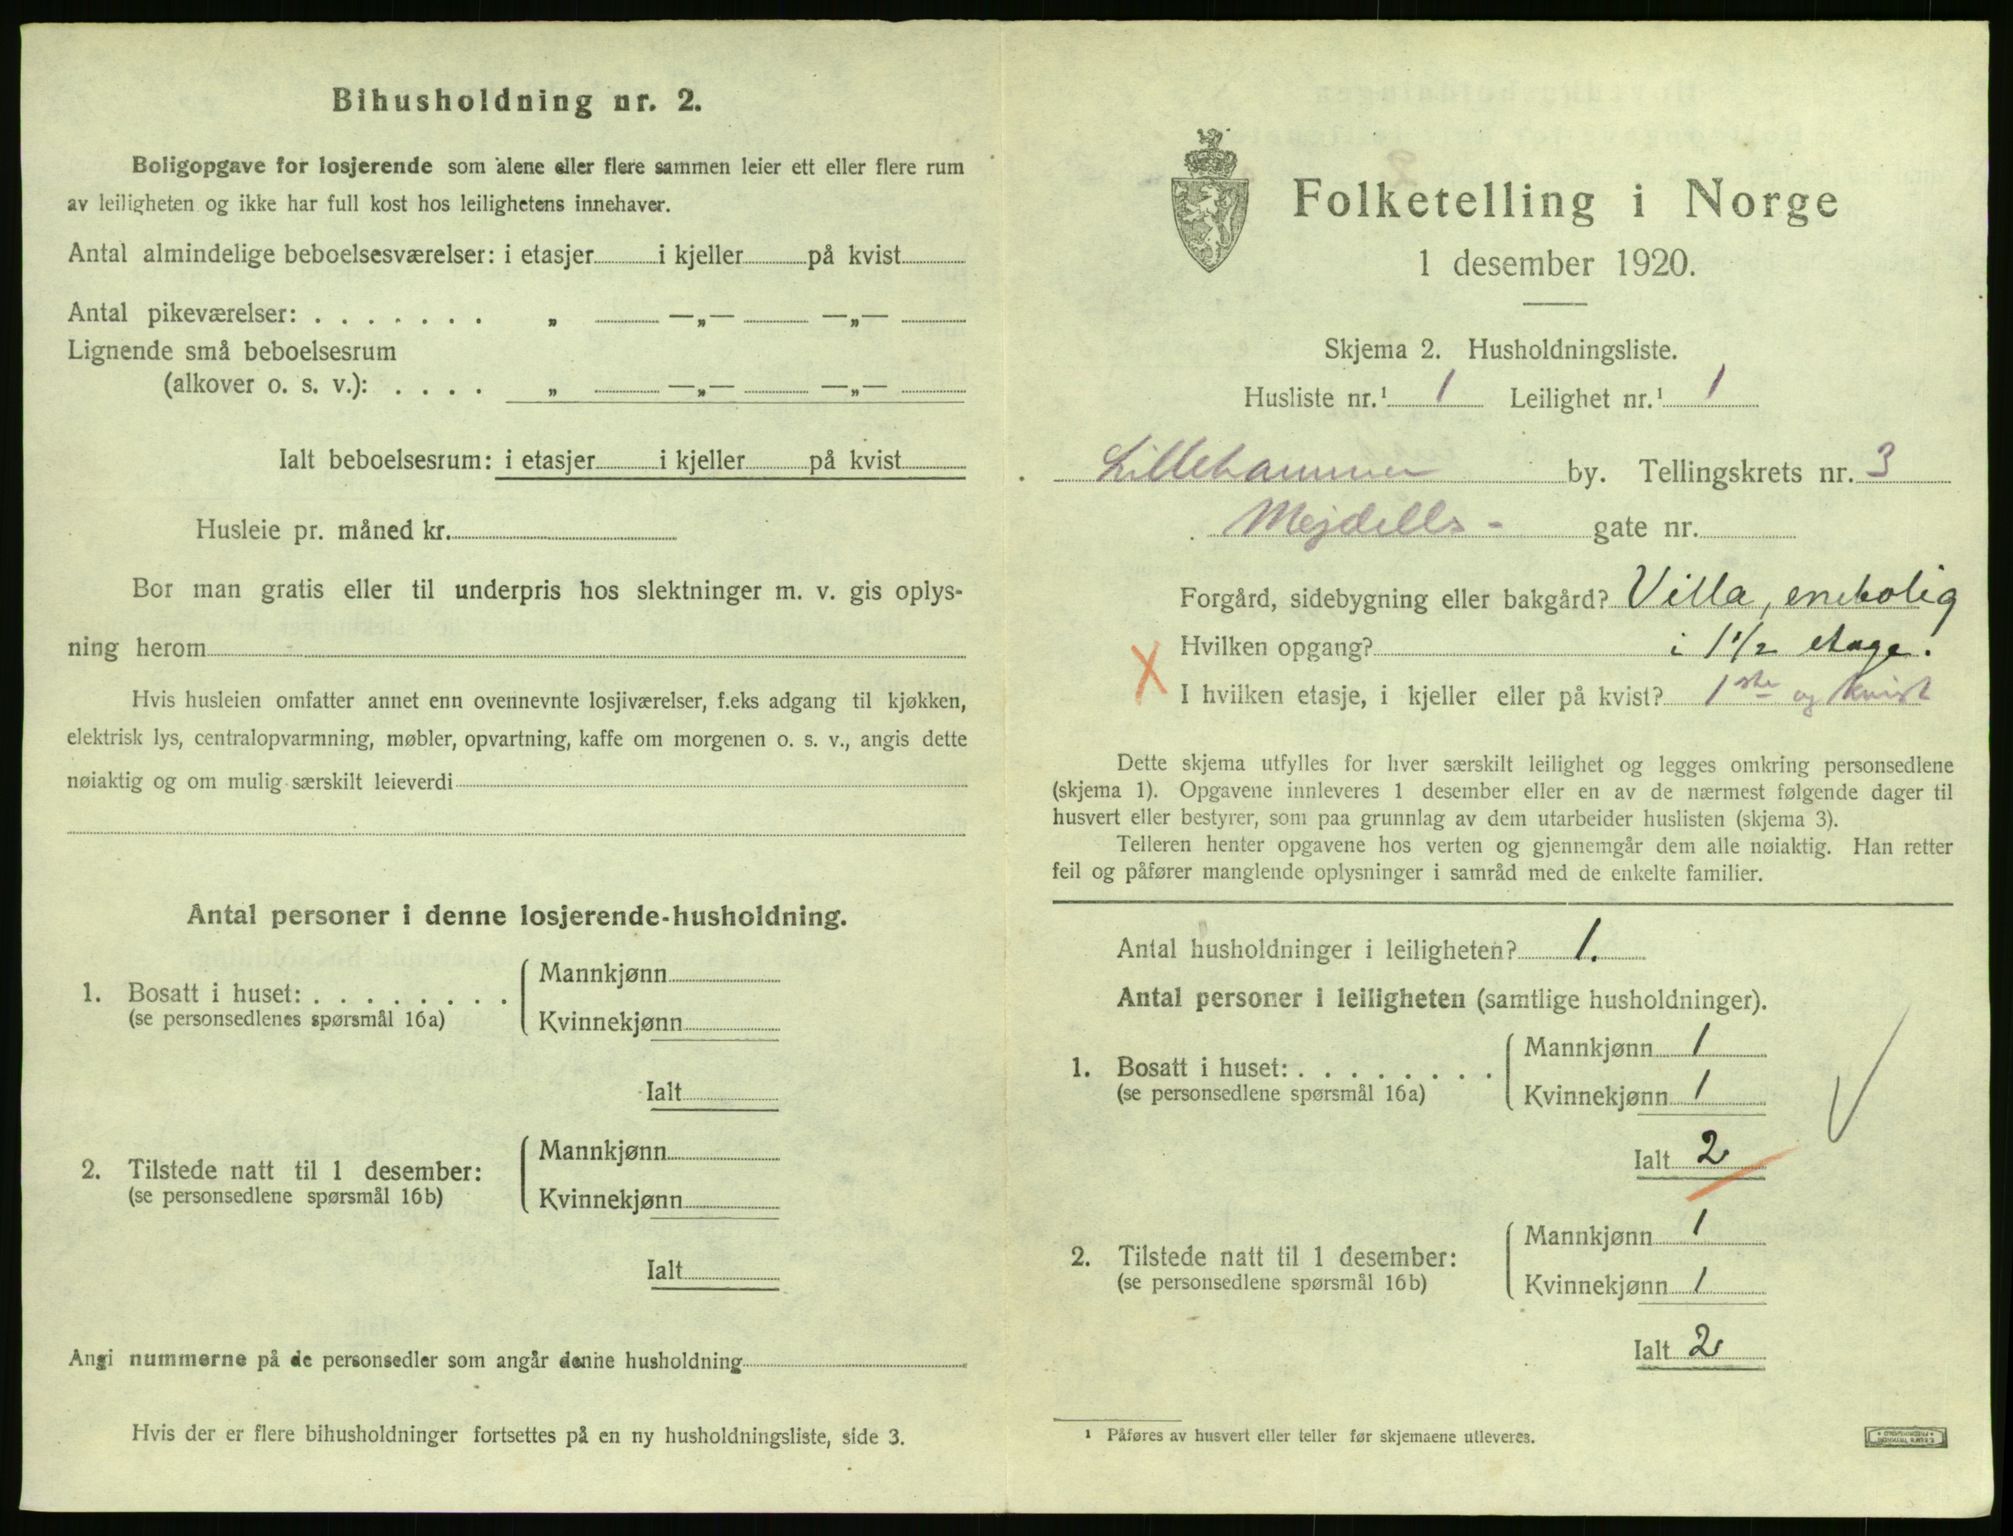 Bihusholdning nr. 2.
Boligopgave for losjerende som alene eller flere sammen leier ett eller flere rum
av leiligheten og ikke har full kost hos leilighetens innehaver.
Antal almindelige beboelsesværelser: i etasjer i kjeller på kvist
Antal pikeværelser: . . . . . . . „ —„— —„—
Lignende små beboelsesrum
(alkover o. s. v.): . . . . „ —„— —„—
Ialt beboelsesrum: i etasjer i kjeller på kvist
Husleie pr. måned kr.
Bor man gratis eller til underpris hos slektninger m. v. gis oplys-
ning herom
Hvis husleien omfatter annet enn ovennevnte losjiværelser, f.eks adgang til kjøkken,
elektrisk lys, centralopvarmning, møbler, opvartning, kaffe om morgenen o. s. v., angis dette
nøiaktig og om mulig særskilt leieverdi
Antal personer i denne losjerende-husholdning.
1. Bosatt i huset: . . . . . . . .
(se personsedlenes spørsmål 16a)
Mannkjønn
Kvinnekjønn
Ialt
2. Tilstede natt til 1 desember:
(se personsedlene spørsmål 16b)
Mannkjønn
Kvinnekjønn
Ialt
Angi nummerne på de personsedler som angår denne husholdning
Hvis der er flere bihusholdninger fortsettes på en ny husholdningsliste, side 3.
Folketelling i Norge
1 desember 1920.
Skjema 2. Husholdningsliste.
Husliste nr.¹ 1 Leilighet nr.¹ 1
Lillehammer by. Tellingskrets nr. 3
Mejdells - gate nr.
Forgård, sidebygning eller bakgård? Villa, enebolig
Hvilken opgang? i 1 1/2 etage.
X I hvilken etasje, i kjeller eller på kvist? 1ste og kvist
Dette skjema utfylles for hver særskilt leilighet og legges omkring personsedlene
(skjema 1). Opgavene innleveres 1 desember eller en av de nærmest følgende dager til
husvert eller bestyrer, som paa grunnlag av dem utarbeider huslisten (skjema 3).
Telleren henter opgavene hos verten og gjennemgår dem alle nøiaktig. Han retter
feil og påfører manglende oplysninger i samråd med de enkelte familier.
Antal husholdninger i leiligheten? 1.
Antal personer i leiligheten (samtlige husholdninger).
1. Bosatt i huset: . . . . . . . .
(se personsedlene spørsmål 16a)
Mannkjønn 1
Kvinnekjønn 1
Ialt 2
2. Tilstede natt til 1 desember:
(se personsedlene spørsmål 16b)
Mannkjønn 1
Kvinnekjønn 1
Ialt 2
¹ Påføres av husvert eller teller før skjemaene utleveres.